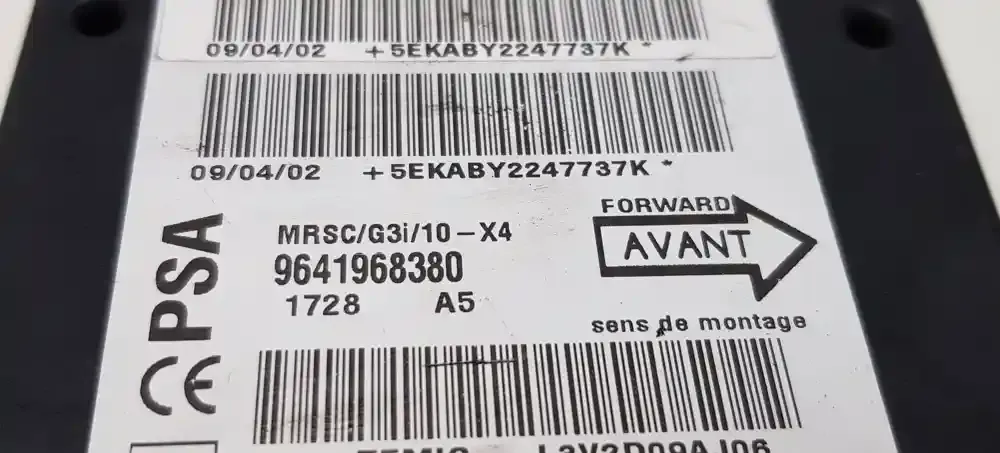 09/04/02 +5EKABY2247737K *
09/04/02 +5EKABY2247737K *
PSA
CE
MRSC/G3i/10-X4
9641968380
1728 A5
FORWARD
AVANT
sens de montage